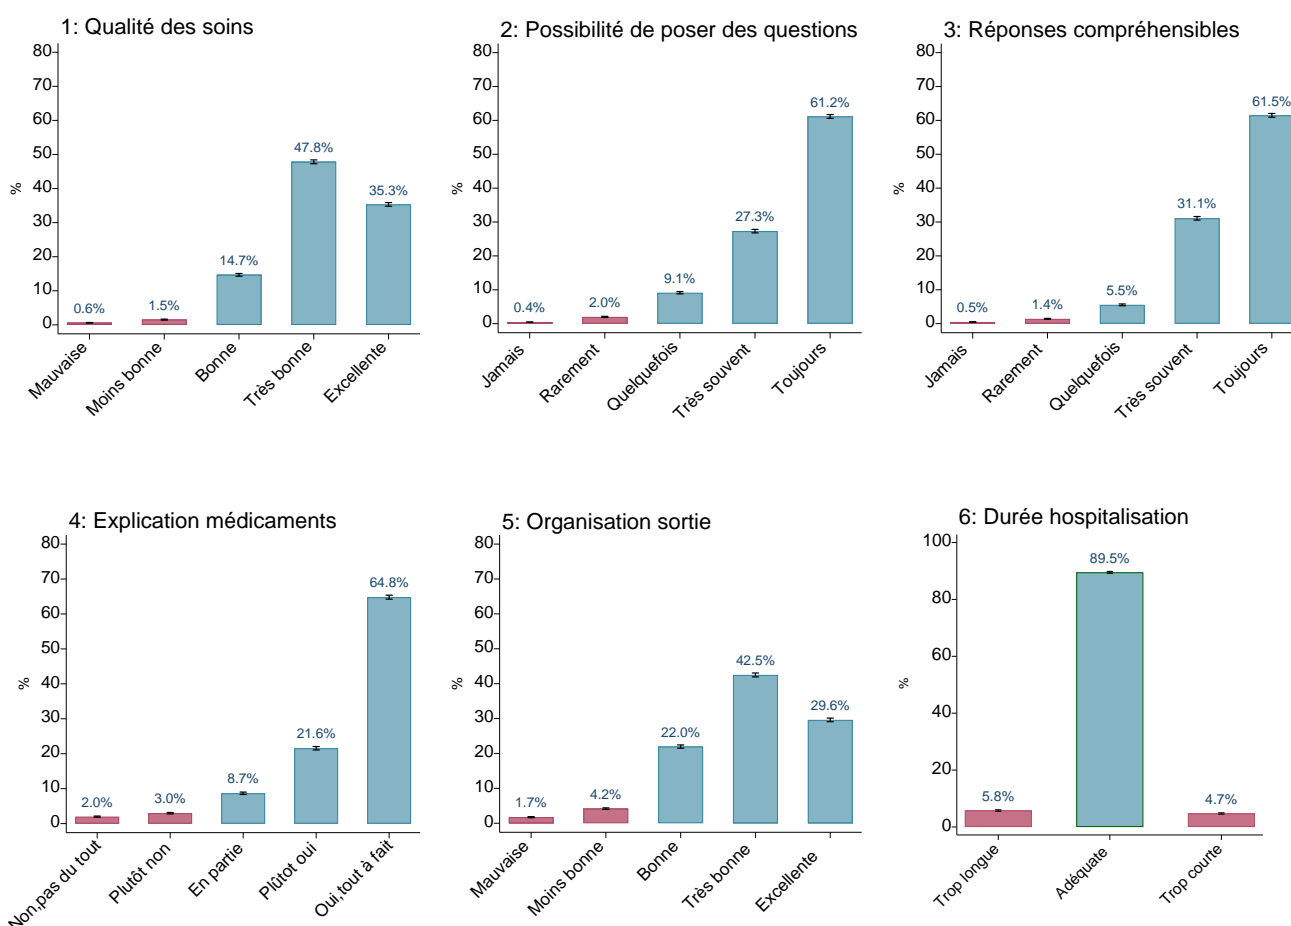 1: Qualité des soins
80
70
60
50
40
30
20
10
0
%
0.6%
1.5%
14.7%
47.8%
35.3%
Mauvaise
Moins bonne
Bonne
Très bonne
Excellente
2: Possibilité de poser des questions
80
70
60
50
40
30
20
10
0
%
0.4%
2.0%
9.1%
27.3%
61.2%
Jamais
Rarement
Quelquefois
Très souvent
Toujours
3: Réponses compréhensibles
80
70
60
50
40
30
20
10
0
%
0.5%
1.4%
5.5%
31.1%
61.5%
Jamais
Rarement
Quelquefois
Très souvent
Toujours
4: Explication médicaments
80
70
60
50
40
30
20
10
0
%
2.0%
3.0%
8.7%
21.6%
64.8%
Non,pas du tout
Plutôt non
En partie
Plûtot oui
Oui,tout à fait
5: Organisation sortie
80
70
60
50
40
30
20
10
0
%
1.7%
4.2%
22.0%
42.5%
29.6%
Mauvaise
Moins bonne
Bonne
Très bonne
Excellente
6: Durée hospitalisation
100
80
60
40
20
0
%
5.8%
89.5%
4.7%
Trop longue
Adéquate
Trop courte